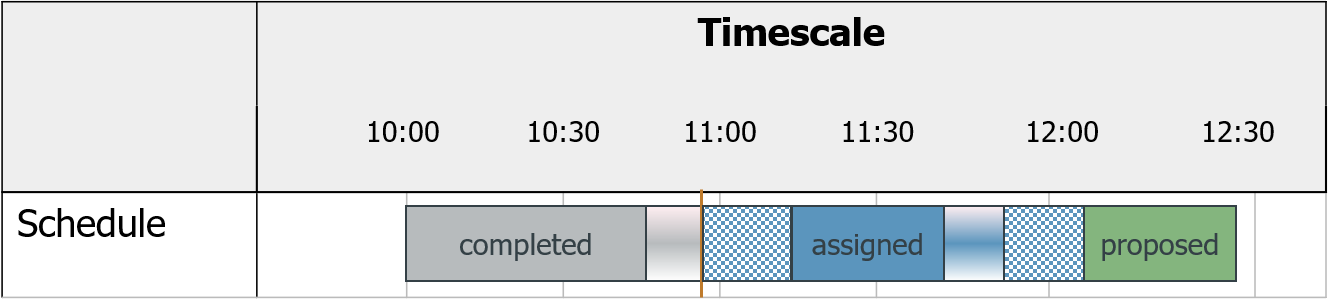 Timescale
10:00 10:30 11:00 11:30 12:00 12:30
Schedule
completed assigned proposed